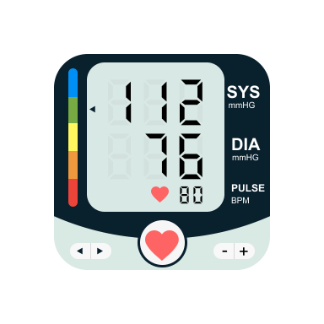 112 SYS
mmHG
76 DIA
mmHG
80 PULSE
BPM
- +